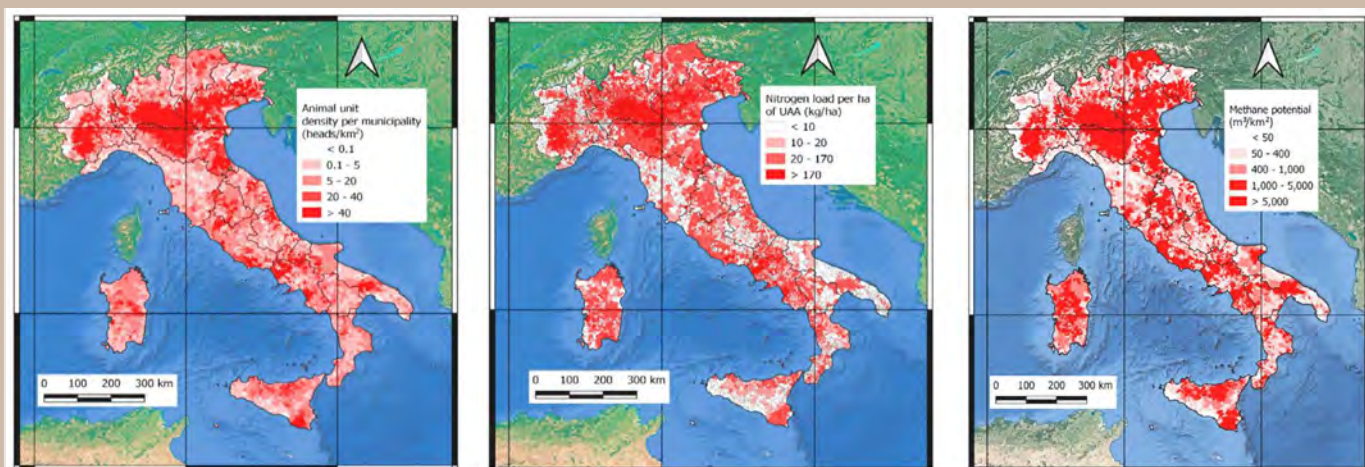 Animal unit
density per municipality
(heads/km²)
< 0.1
0.1 - 5
5 - 20
20 - 40
> 40
0 100 200 300 km
Nitrogen load per ha
of UAA (kg/ha)
< 10
10 - 20
20 - 170
> 170
0 100 200 300 km
Methane potential
(m³/km²)
< 50
50 - 400
400 - 1,000
1,000 - 5,000
> 5,000
0 100 200 300 km